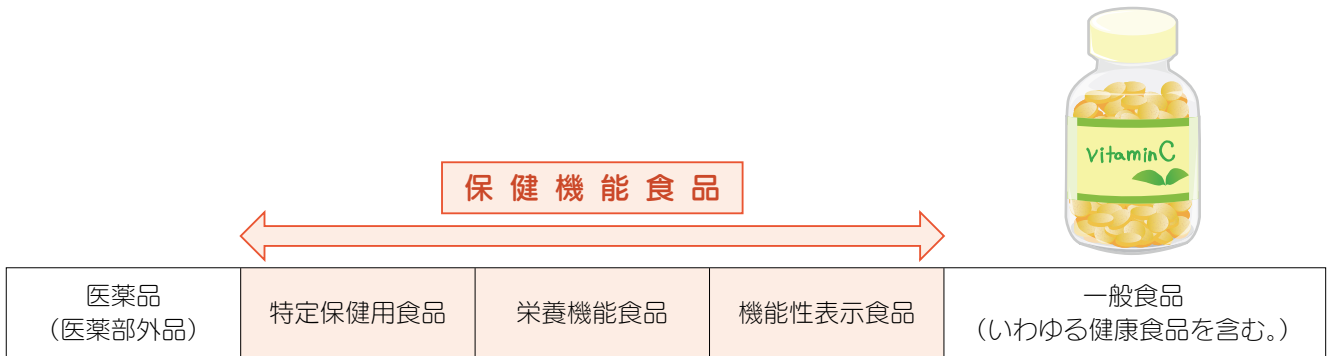 VitaminC
保健機能食品
医薬品
（医薬部外品）
特定保健用食品
栄養機能食品
機能性表示食品
一般食品
（いわゆる健康食品を含む。）